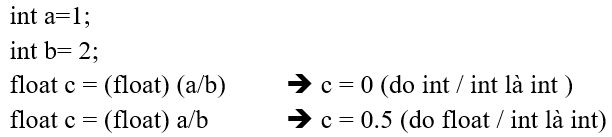 int a=1;
int b= 2;
float c = (float) (a/b) ➔ c = 0 (do int / int là int )
float c = (float) a/b ➔ c = 0.5 (do float / int là int)